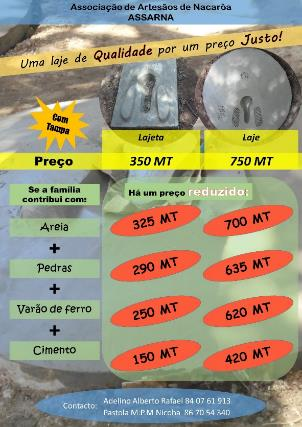 Associação de Artesãos de Nacarôa
ASSARNA
Uma laje de Qualidade por um preço Justo!
Com
Tampa
Lajeta
Laje
Preço
350 MT
750 MT
Se a família
contribui com:
Há um preço reduzido:
Areia
325 MT
700 MT
+
Pedras
290 MT
635 MT
+
Varão de ferro
250 MT
620 MT
+
Cimento
150 MT
420 MT
Contacto:
Adelino Alberto Rafael 84 07 61 913
Pastola M.P.M Nicoha 86 70 54 340